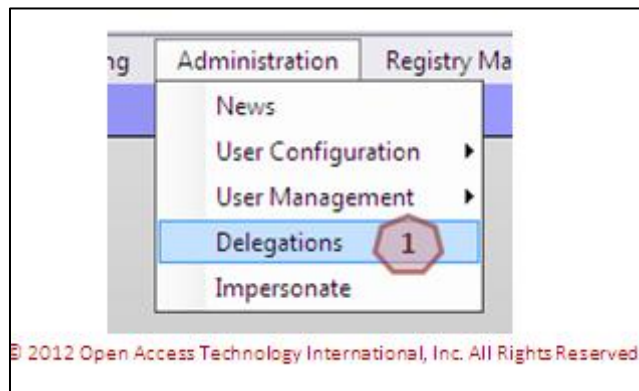 ng Administration Registry Ma
News
User Configuration
User Management
Delegations 1
Impersonate
© 2012 Open Access Technology International, Inc. All Rights Reserved